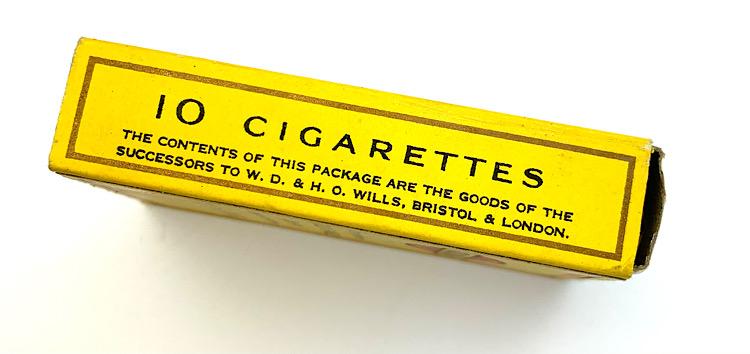 10 CIGARETTES
THE CONTENTS OF THIS PACKAGE ARE THE GOODS OF THE
SUCCESSORS TO W. D. & H. O. WILLS, BRISTOL & LONDON.